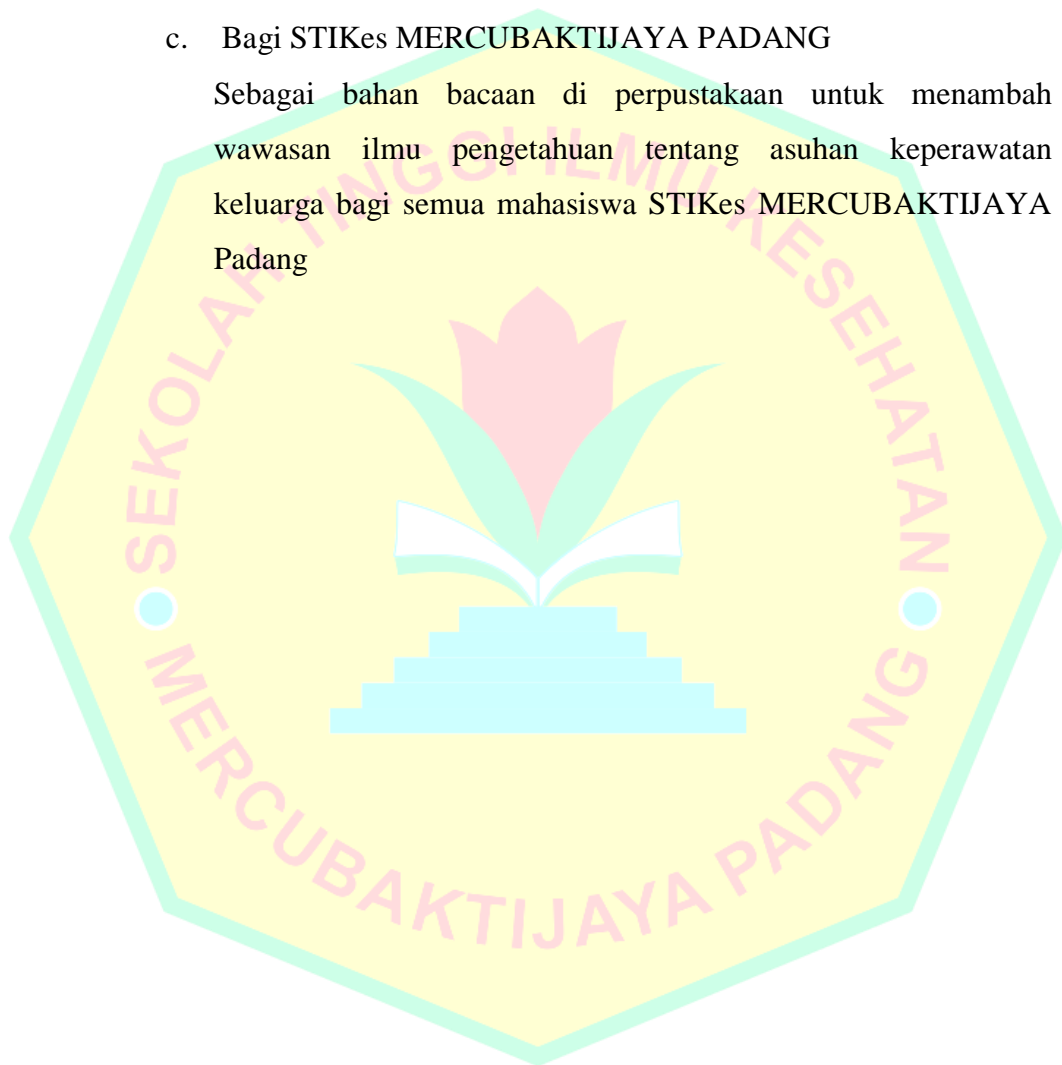 c. Bagi STIKes MERCUBAKTIJAYA PADANG
Sebagai bahan bacaan di perpustakaan untuk menambah
wawasan ilmu pengetahuan tentang asuhan keperawatan
keluarga bagi semua mahasiswa STIKes MERCUBAKTIJAYA
Padang
SEKOLAH TINGGI ILMU KESEHATAN
MERCUBAKTIJAYA PADANG